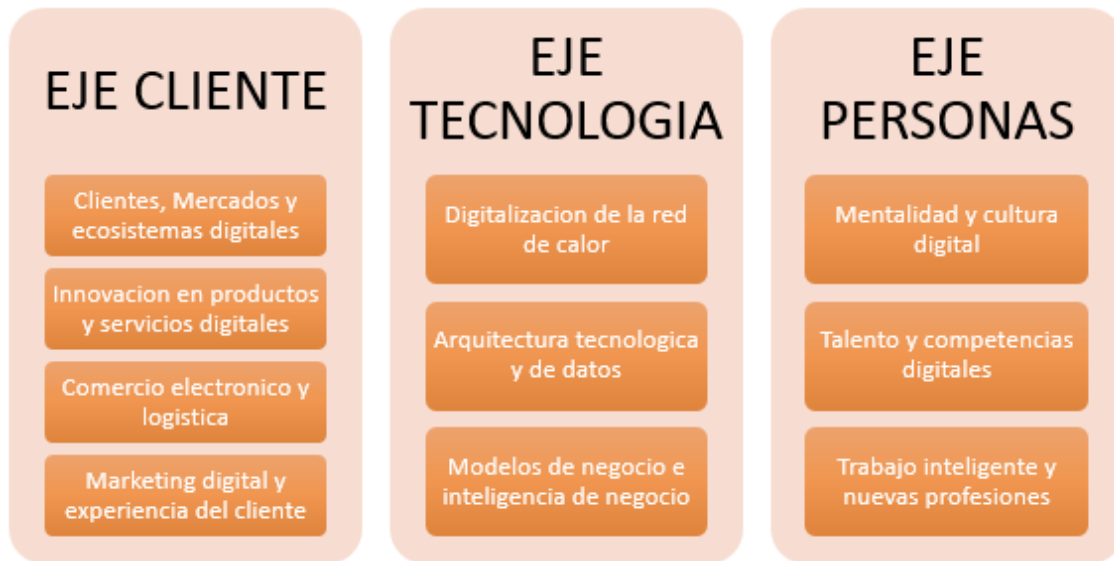 EJE CLIENTE
Clientes, Mercados y
ecosistemas digitales
Innovacion en productos
y servicios digitales
Comercio electronico y
logistica
Marketing digital y
experiencia del cliente
EJE
TECNOLOGIA
Digitalizacion de la red
de calor
Arquitectura tecnologica
y de datos
Modelos de negocio e
inteligencia de negocio
EJE
PERSONAS
Mentalidad y cultura
digital
Talento y competencias
digitales
Trabajo inteligente y
nuevas profesiones